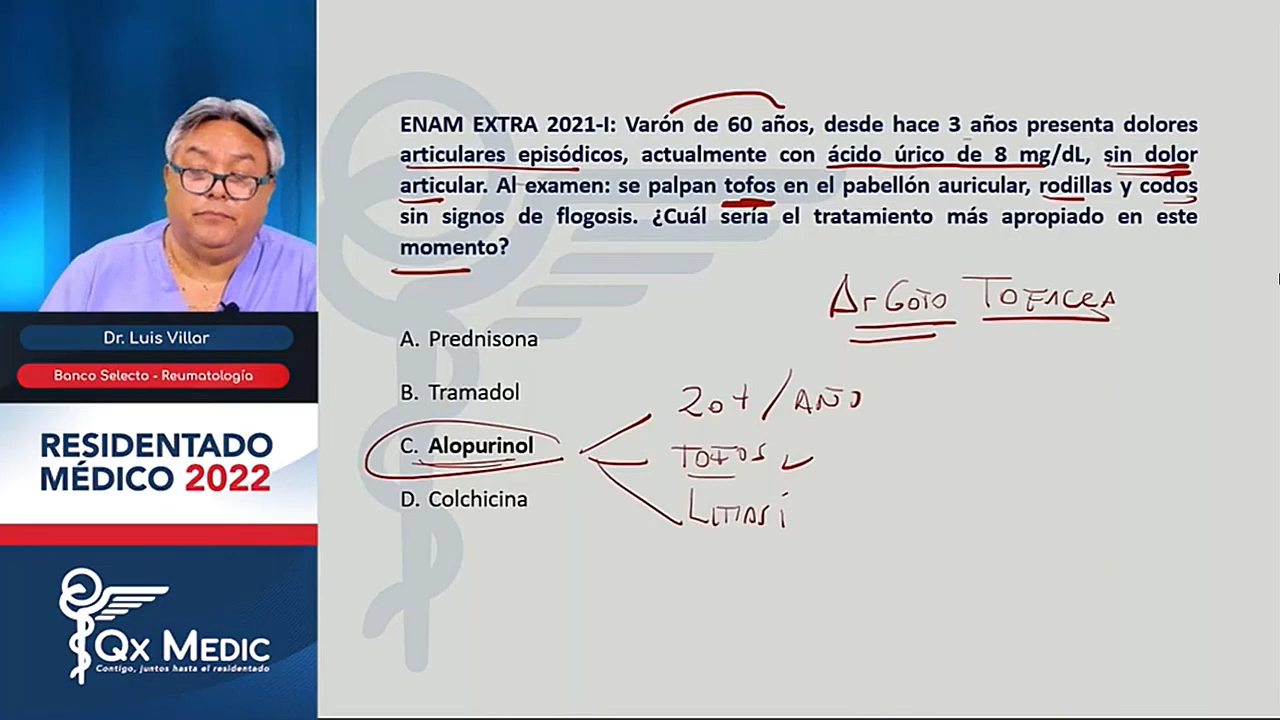 ENAM EXTRA 2021-I: Varón de 60 años, desde hace 3 años presenta dolores
articulares episódicos, actualmente con ácido úrico de 8 mg/dL, sin dolor
articular. Al examen: se palpan tofos en el pabellón auricular, rodillas y codos
sin signos de flogosis. ¿Cuál sería el tratamiento más apropiado en este
momento?
Ar GOTO TOFACEA
A. Prednisona
B. Tramadol
C. Alopurinol
D. Colchicina
2 o + / AÑO
TOFOS
LITIASI
Dr. Luis Villar
Banco Selecto - Reumatología
RESIDENTADO
MÉDICO 2022
QX MEDIC
Contigo, juntos hasta el residentado